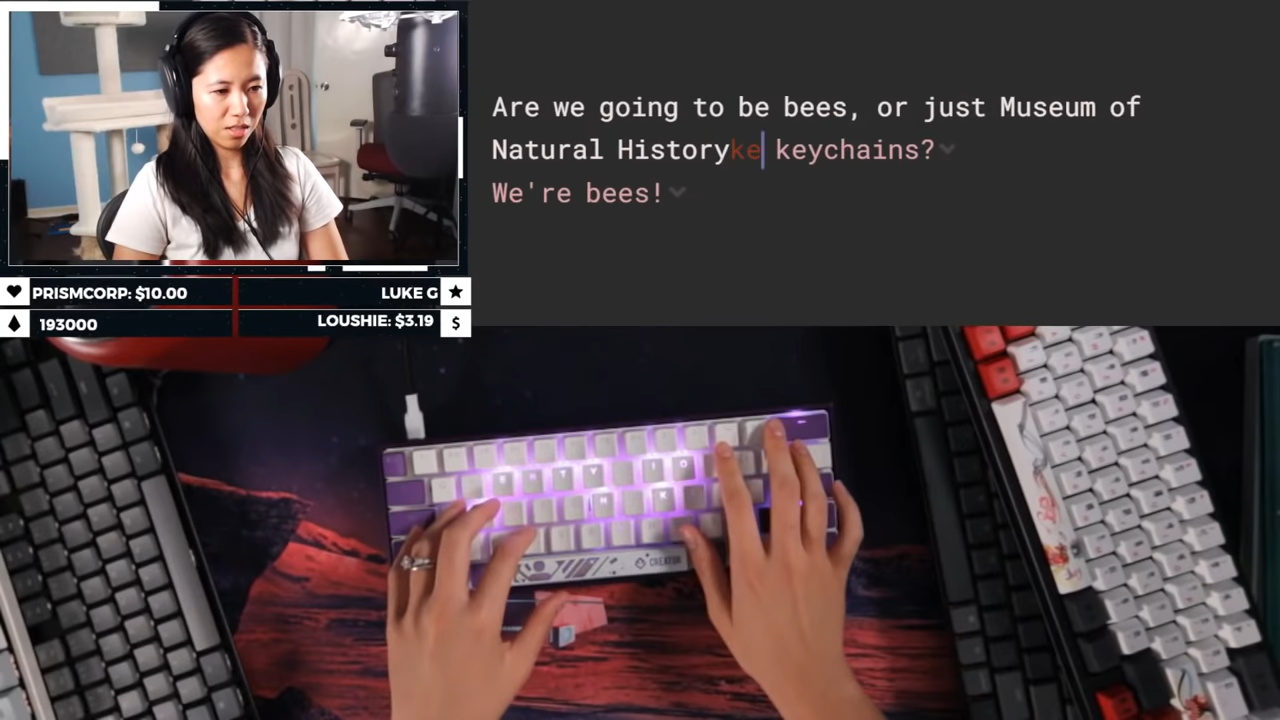 Are we going to be bees, or just Museum of
Natural Historyke keychains?
We're bees!
PRISMCORP: $10.00
LUKE G
193000
LOUSHIE: $3.19
$
R
T
Y
I
O
H
K
CREATOR